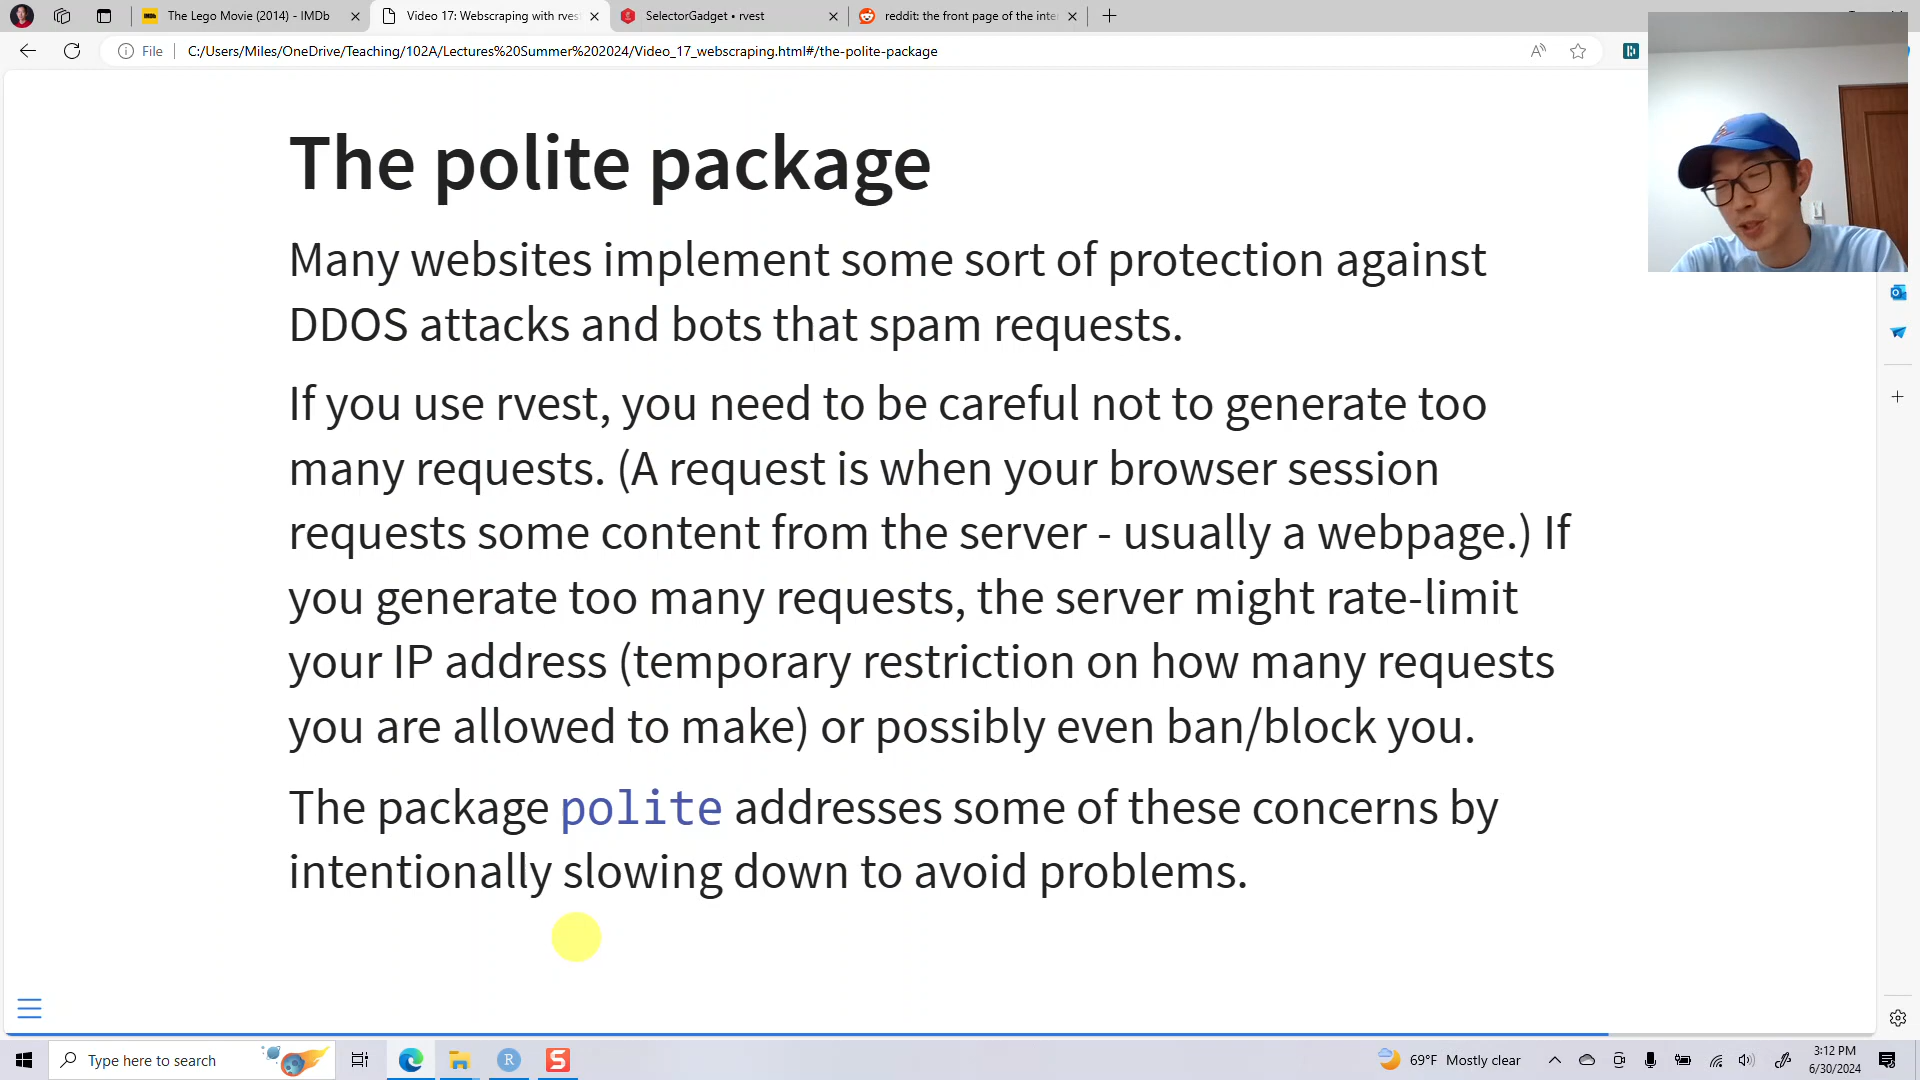 The Lego Movie (2014) - IMDb
Video 17: Webscraping with rves
SelectorGadget • rvest
reddit: the front page of the inte
File
C:/Users/Miles/OneDrive/Teaching/102A/Lectures%20Summer%202024/Video_17_webscraping.html#/the-polite-package
The polite package
Many websites implement some sort of protection against
DDOS attacks and bots that spam requests.
If you use rvest, you need to be careful not to generate too
many requests. (A request is when your browser session
requests some content from the server - usually a webpage.) If
you generate too many requests, the server might rate-limit
your IP address (temporary restriction on how many requests
you are allowed to make) or possibly even ban/block you.
The package polite addresses some of these concerns by
intentionally slowing down to avoid problems.
Type here to search
69°F Mostly clear
3:12 PM
6/30/2024